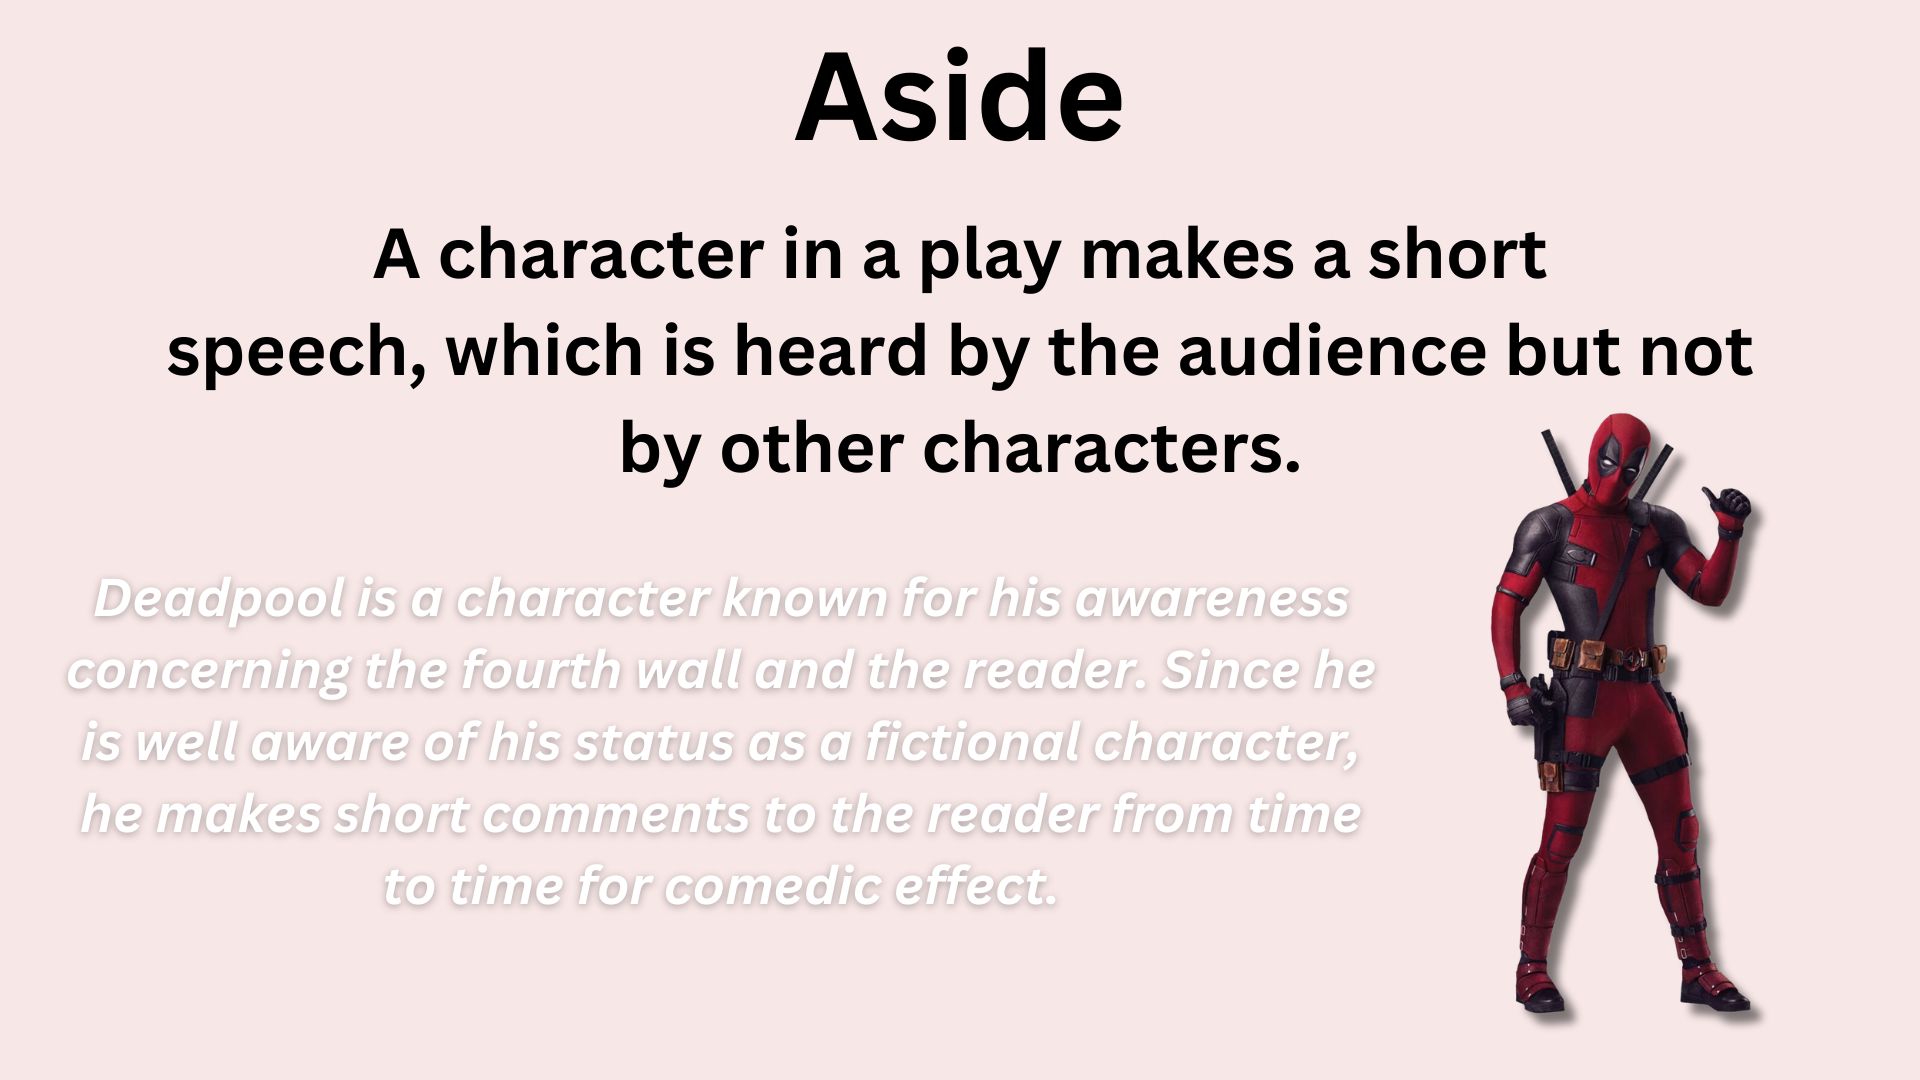 Aside
A character in a play makes a short
speech, which is heard by the audience but not
by other characters.
Deadpool is a character known for his awareness
concerning the fourth wall and the reader. Since he
is well aware of his status as a fictional character,
he makes short comments to the reader from time
to time for comedic effect.